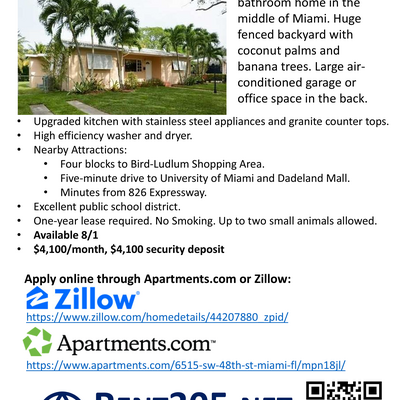 bathroom home in the
middle of Miami. Huge
fenced backyard with
coconut palms and
banana trees. Large air-
conditioned garage or
office space in the back.
• Upgraded kitchen with stainless steel appliances and granite counter tops.
• High efficiency washer and dryer.
• Nearby Attractions:
• Four blocks to Bird-Ludlum Shopping Area.
• Five-minute drive to University of Miami and Dadeland Mall.
• Minutes from 826 Expressway.
• Excellent public school district.
• One-year lease required. No Smoking. Up to two small animals allowed.
• Available 8/1
• $4,100/month, $4,100 security deposit
Apply online through Apartments.com or Zillow:
Zillow®
https://www.zillow.com/homedetails/44207880_zpid/
Apartments.com™
https://www.apartments.com/6515-sw-48th-st-miami-fl/mpn18jl/
RENT305.NET